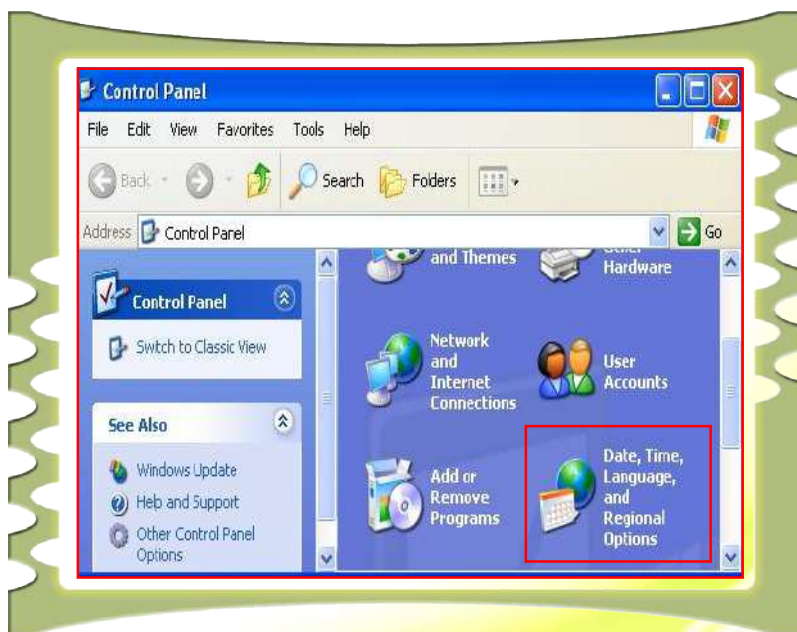 Control Panel
File Edit View Favorites Tools Help
Back Search Folders
Address Control Panel Go
Control Panel
Switch to Classic View
See Also
Windows Update
Help and Support
Other Control Panel
Options
and Themes
Hardware
Network
and
Internet
Connections
User
Accounts
Add or
Remove
Programs
Date, Time,
Language,
and
Regional
Options